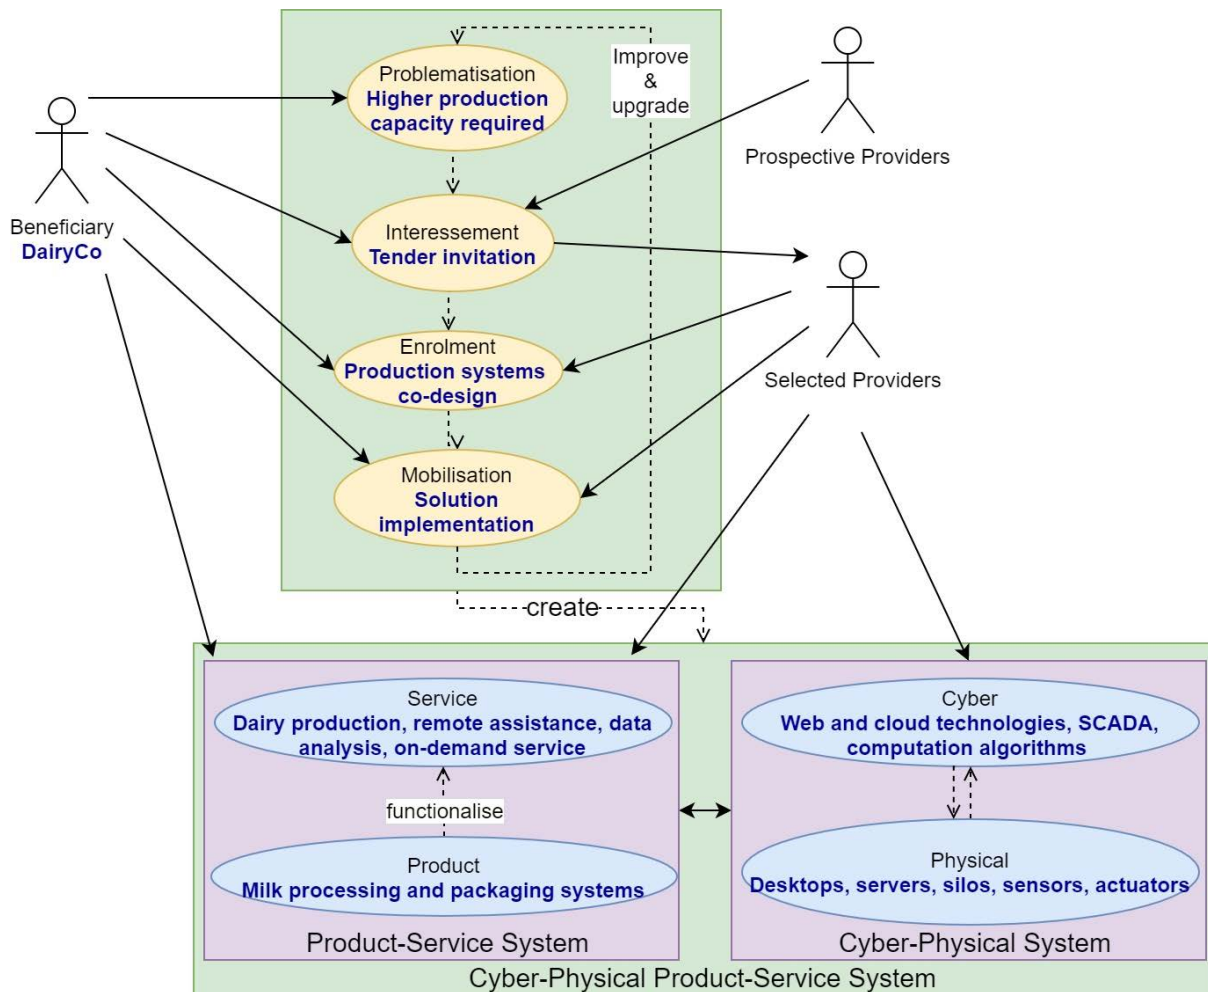 Improve
&
upgrade
Problematisation
Higher production
capacity required
Prospective Providers
Beneficiary
DairyCo
Interessement
Tender invitation
Selected Providers
Enrolment
Production systems
co-design
Mobilisation
Solution
implementation
create
Service
Dairy production, remote assistance, data
analysis, on-demand service
functionalise
Product
Milk processing and packaging systems
Product-Service System
Cyber
Web and cloud technologies, SCADA,
computation algorithms
Physical
Desktops, servers, silos, sensors, actuators
Cyber-Physical System
Cyber-Physical Product-Service System